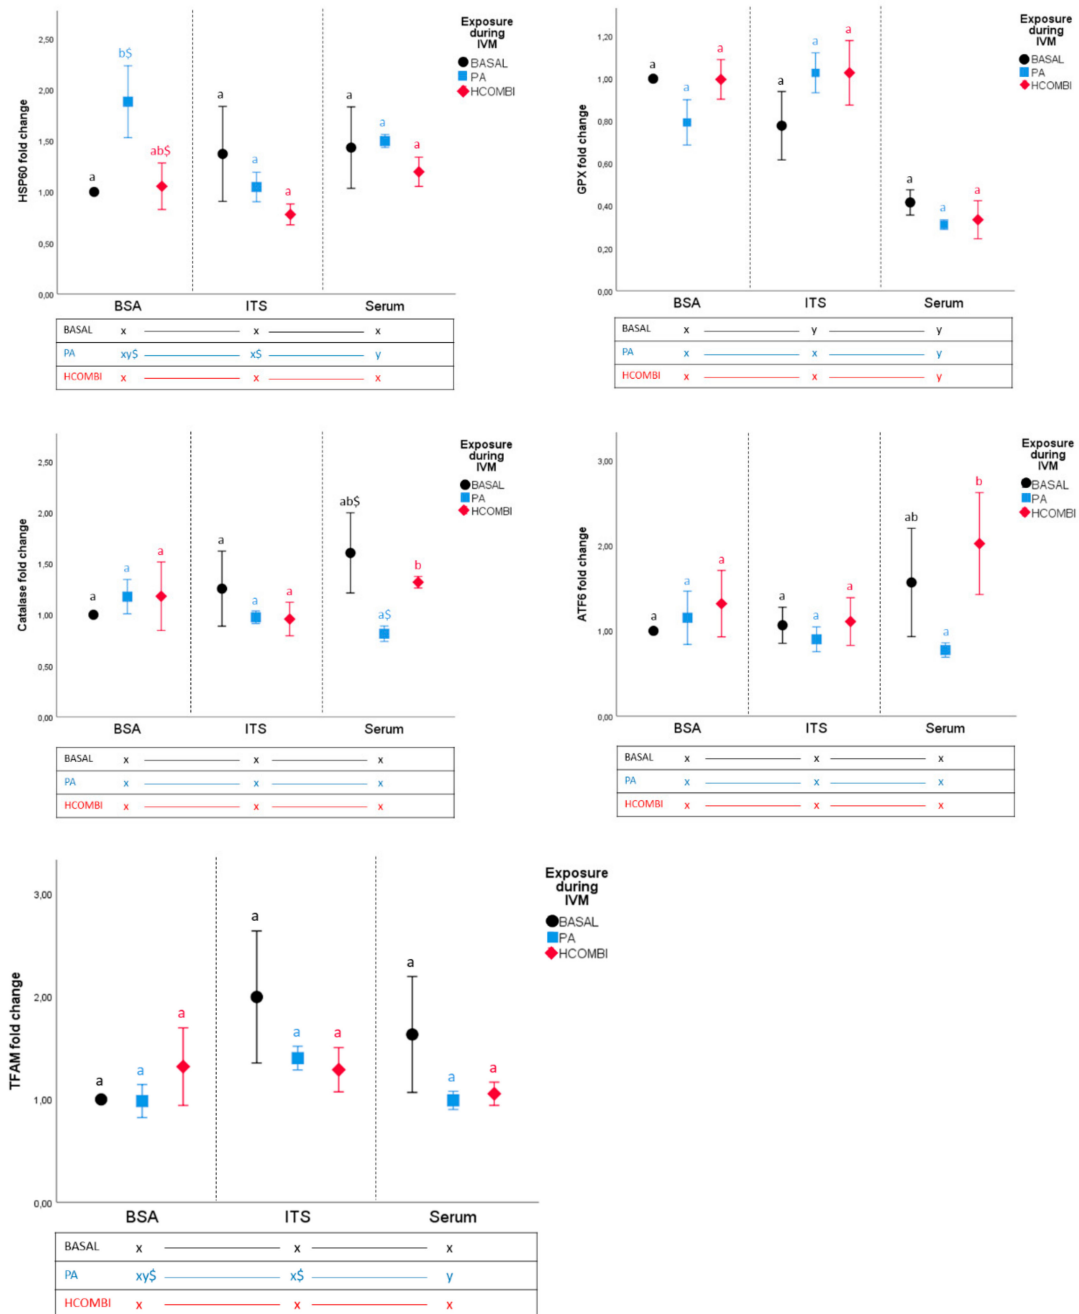 Exposure
during
IVM
BASAL
PA
HCOMBI
HSP60 fold change
2,50
2,00
1,50
1,00
0,50
0,00
a
b$
ab$
a
a
a
a
a
a
BSA ITS Serum
BASAL x x x
PA xy$ x$ y
HCOMBI x x x
Exposure
during
IVM
BASAL
PA
HCOMBI
GPX fold change
1,20
1,00
0,80
0,60
0,40
0,20
0,00
a
a
a
a
a
a
a
a
a
BSA ITS Serum
BASAL x y y
PA x x y
HCOMBI x x y
Exposure
during
IVM
BASAL
PA
HCOMBI
Catalase fold change
2,50
2,00
1,50
1,00
0,50
0,00
a
a
a
a
a
a
ab$
a$
b
BSA ITS Serum
BASAL x x x
PA x x x
HCOMBI x x x
Exposure
during
IVM
BASAL
PA
HCOMBI
ATF6 fold change
3,00
2,00
1,00
0,00
a
a
a
a
a
a
ab
a
b
BSA ITS Serum
BASAL x x x
PA x x x
HCOMBI x x x
Exposure
during
IVM
BASAL
PA
HCOMBI
TFAM fold change
3,00
2,00
1,00
0,00
a
a
a
a
a
a
a
a
a
BSA ITS Serum
BASAL x x x
PA xy$ x$ y
HCOMBI x x x